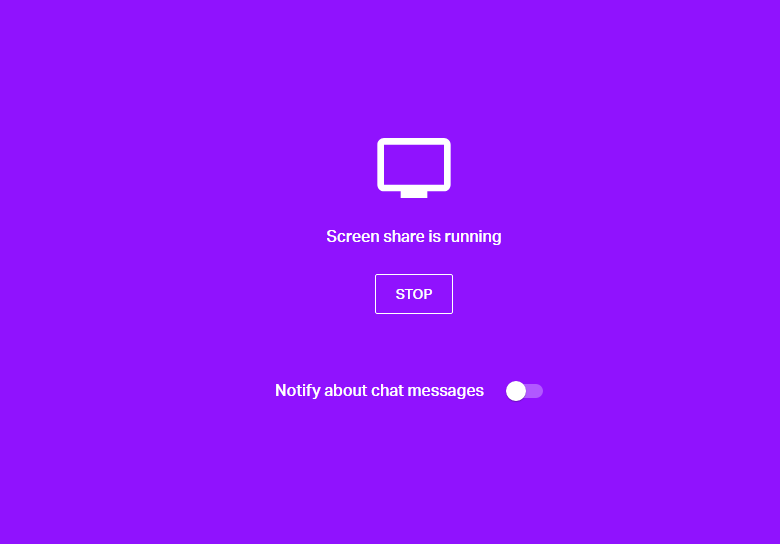 Screen share is running
STOP
Notify about chat messages